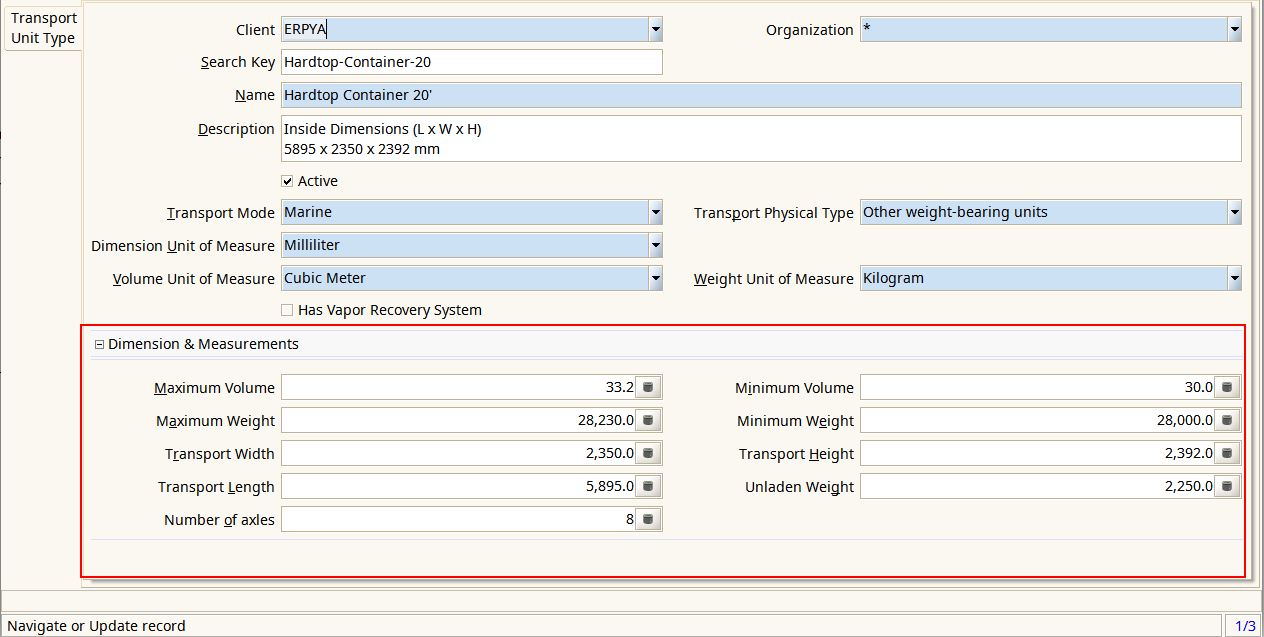 Transport
Unit Type
Client ERPYA Organization *
Search Key Hardtop-Container-20
Name Hardtop Container 20'
Description Inside Dimensions (L x W x H)
5895 x 2350 x 2392 mm
Active
Transport Mode Marine Transport Physical Type Other weight-bearing units
Dimension Unit of Measure Milliliter
Volume Unit of Measure Cubic Meter Weight Unit of Measure Kilogram
Has Vapor Recovery System
Dimension & Measurements
Maximum Volume 33.2 Minimum Volume 30.0
Maximum Weight 28,230.0 Minimum Weight 28,000.0
Transport Width 2,350.0 Transport Height 2,392.0
Transport Length 5,895.0 Unladen Weight 2,250.0
Number of axles 8
Navigate or Update record 1/3